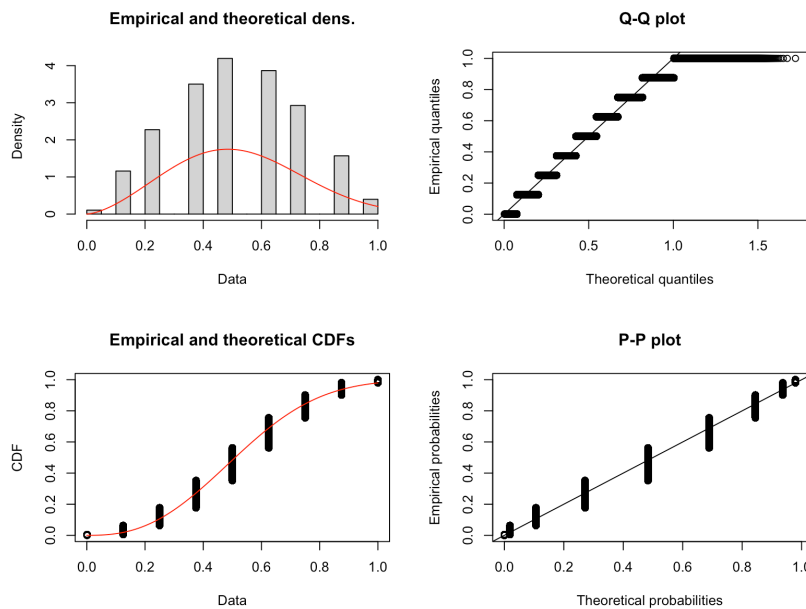 Empirical and theoretical dens.
Density
0 1 2 3 4
0.0 0.2 0.4 0.6 0.8 1.0
Data
Q-Q plot
Empirical quantiles
0.0 0.2 0.4 0.6 0.8 1.0
0.0 0.5 1.0 1.5
Theoretical quantiles
Empirical and theoretical CDFs
CDF
0.0 0.2 0.4 0.6 0.8 1.0
0.0 0.2 0.4 0.6 0.8 1.0
Data
P-P plot
Empirical probabilities
0.0 0.2 0.4 0.6 0.8 1.0
0.0 0.2 0.4 0.6 0.8 1.0
Theoretical probabilities